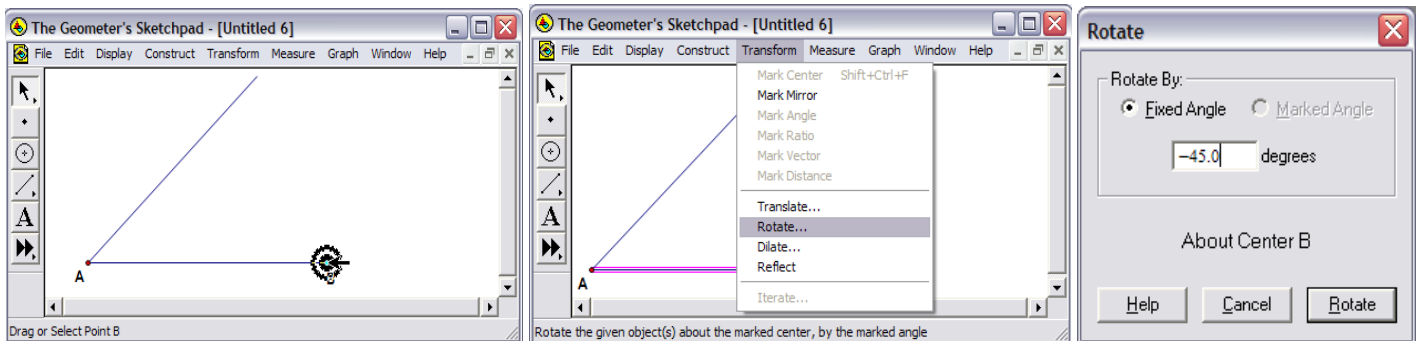 The Geometer's Sketchpad - [Untitled 6]
File Edit Display Construct Transform Measure Graph Window Help
A
A
Drag or Select Point B
The Geometer's Sketchpad - [Untitled 6]
File Edit Display Construct Transform Measure Graph Window Help
Mark Center Shift+Ctrl+F
Mark Mirror
Mark Angle
Mark Ratio
Mark Vector
Mark Distance
Translate...
Rotate...
Dilate...
Reflect
Iterate...
A
A
Rotate the given object(s) about the marked center, by the marked angle
Rotate
Rotate By:
Fixed Angle Marked Angle
−45.0 degrees
About Center B
Help Cancel Rotate